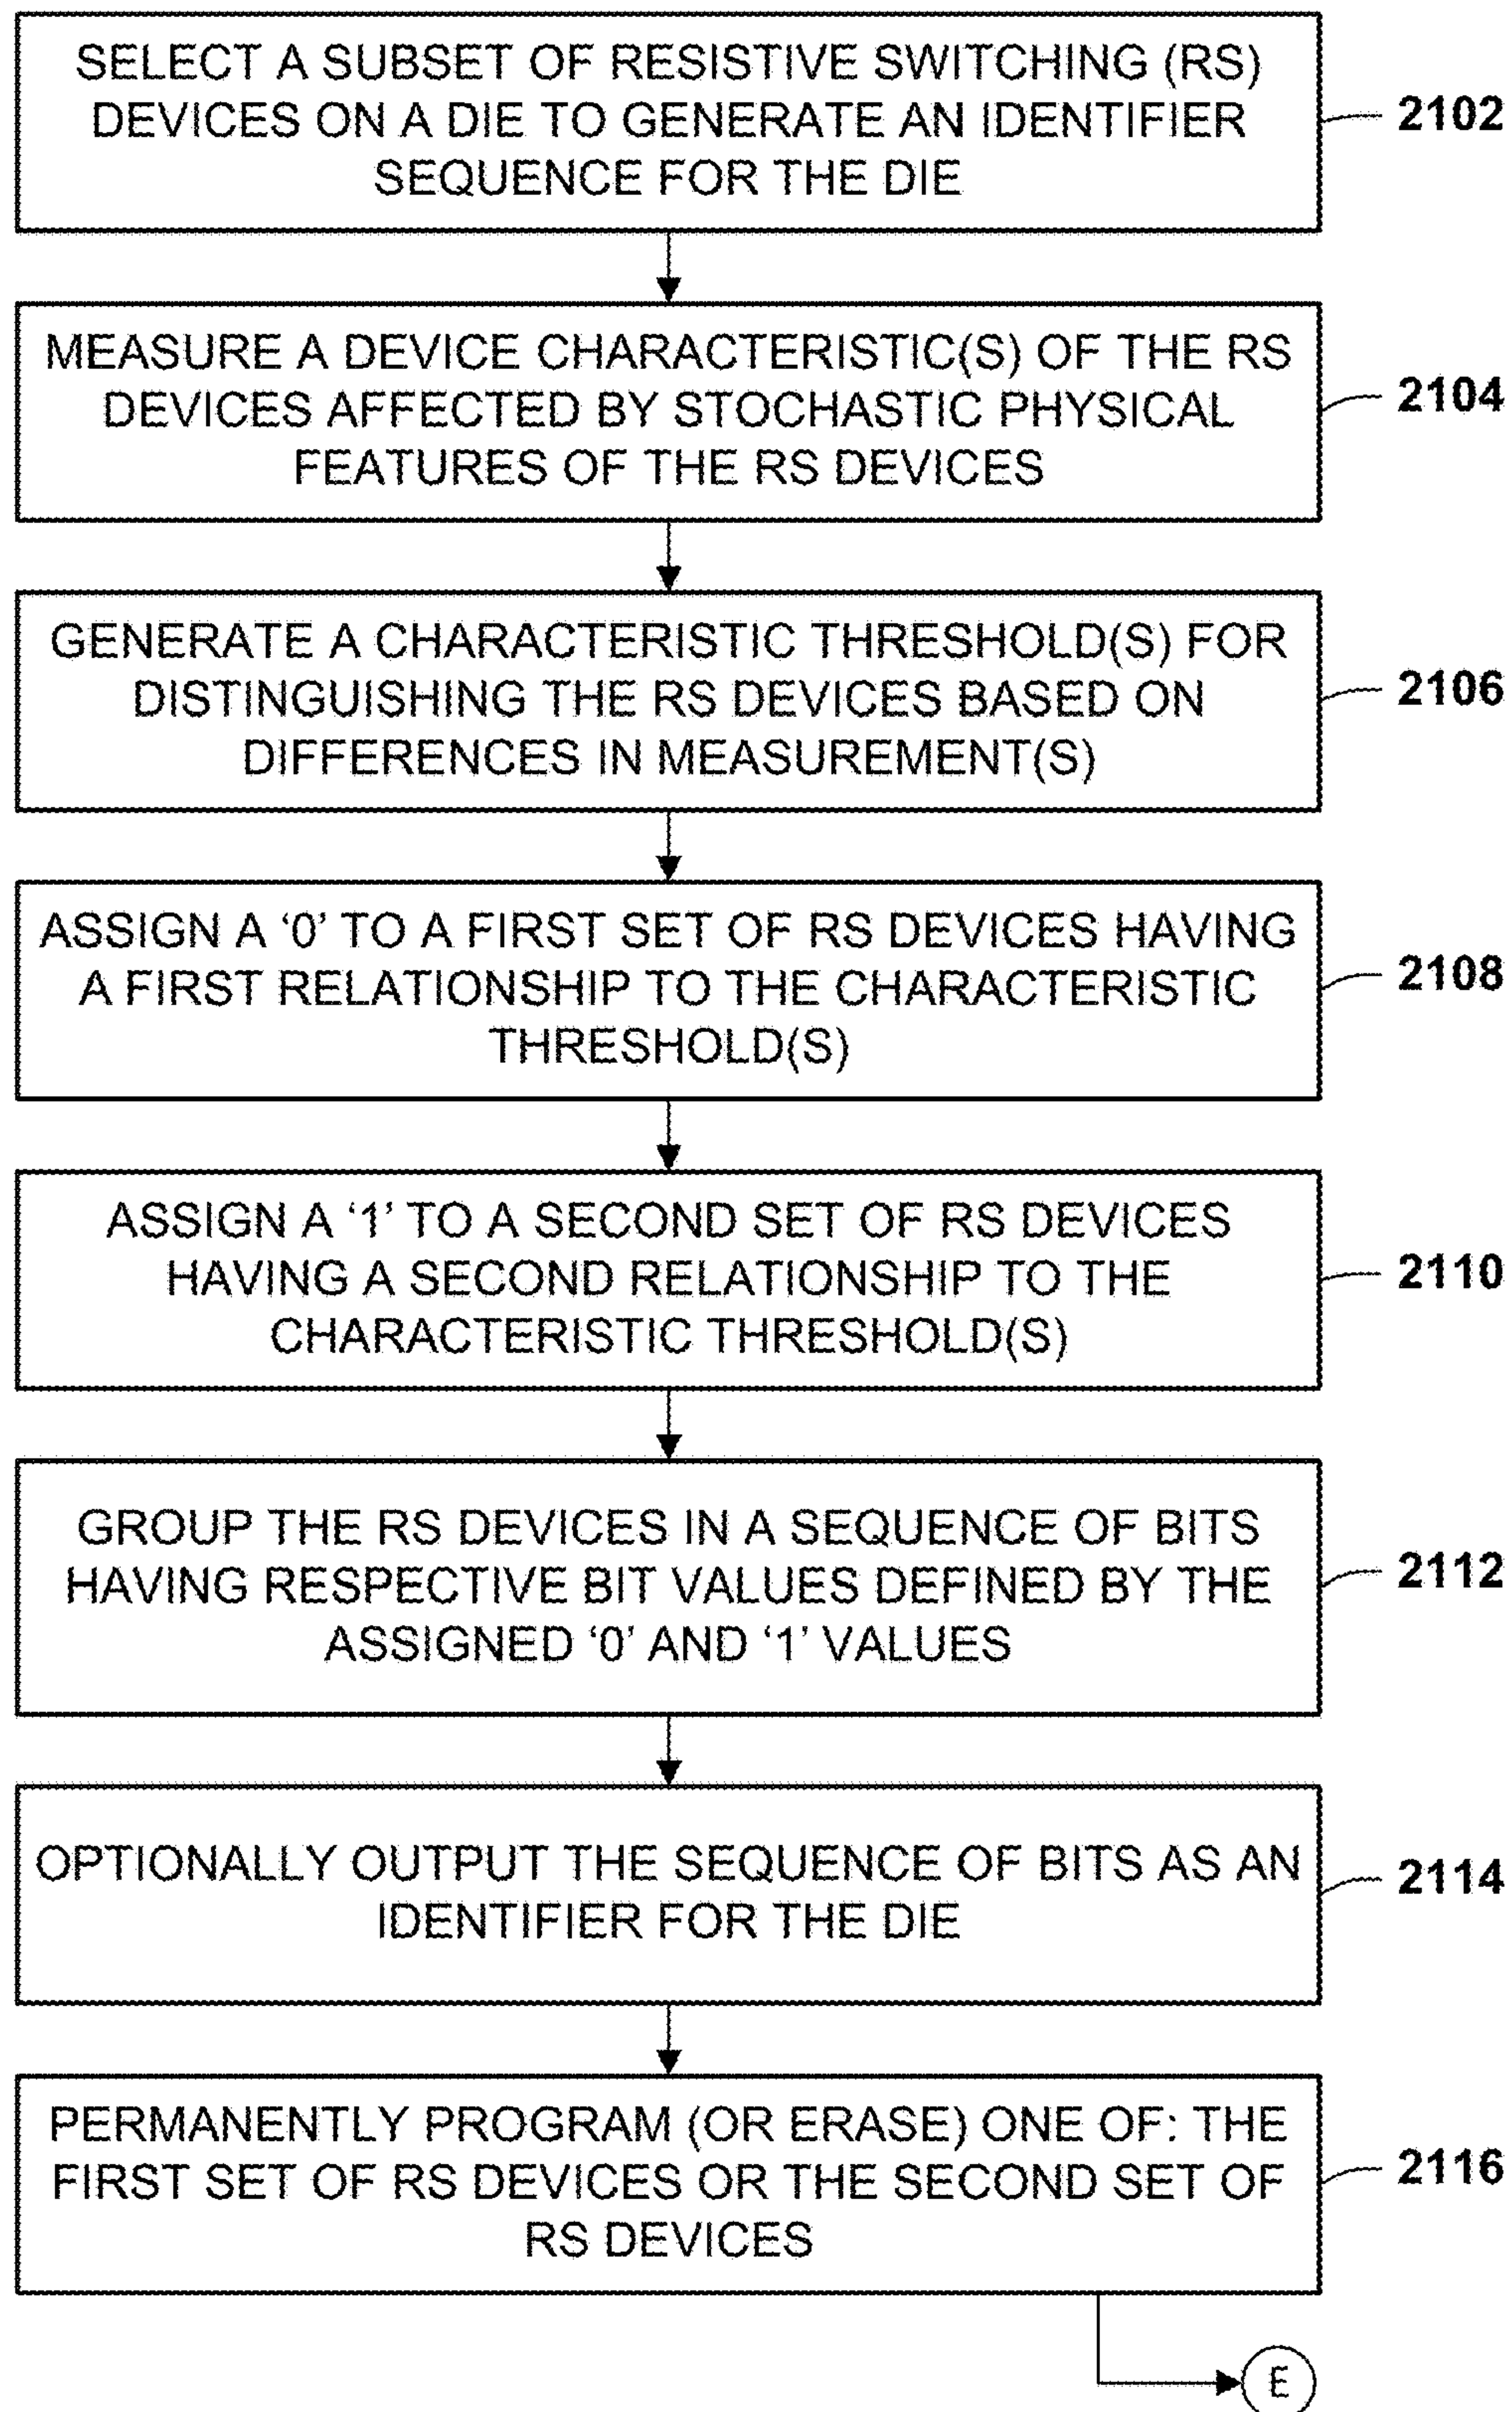 SELECT A SUBSET OF RESISTIVE SWITCHING (RS)
DEVICES ON A DIE TO GENERATE AN IDENTIFIER
SEQUENCE FOR THE DIE
2102
MEASURE A DEVICE CHARACTERISTIC(S) OF THE RS
DEVICES AFFECTED BY STOCHASTIC PHYSICAL
FEATURES OF THE RS DEVICES
2104
GENERATE A CHARACTERISTIC THRESHOLD(S) FOR
DISTINGUISHING THE RS DEVICES BASED ON
DIFFERENCES IN MEASUREMENT(S)
2106
ASSIGN A ‘0’ TO A FIRST SET OF RS DEVICES HAVING
A FIRST RELATIONSHIP TO THE CHARACTERISTIC
THRESHOLD(S)
2108
ASSIGN A ‘1’ TO A SECOND SET OF RS DEVICES
HAVING A SECOND RELATIONSHIP TO THE
CHARACTERISTIC THRESHOLD(S)
2110
GROUP THE RS DEVICES IN A SEQUENCE OF BITS
HAVING RESPECTIVE BIT VALUES DEFINED BY THE
ASSIGNED ‘0’ AND ‘1’ VALUES
2112
OPTIONALLY OUTPUT THE SEQUENCE OF BITS AS AN
IDENTIFIER FOR THE DIE
2114
PERMANENTLY PROGRAM (OR ERASE) ONE OF: THE
FIRST SET OF RS DEVICES OR THE SECOND SET OF
RS DEVICES
2116
E